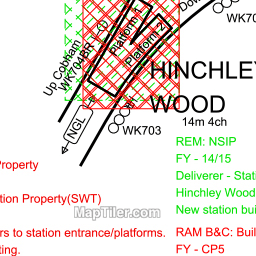 Platform 1
Platform 2
Up Cobham
WK704BR
Dow
WK70
HINCHLEY
WOOD
14m 4ch
NGL
WK703
REM: NSIP
FY - 14/15
Deliverer - Stati
Hinchley Wood
New station buil
Property
tion Property(SWT)
MapTiler.com
rs to station entrance/platforms.
ting.
RAM B&C: Buil
FY - CP5